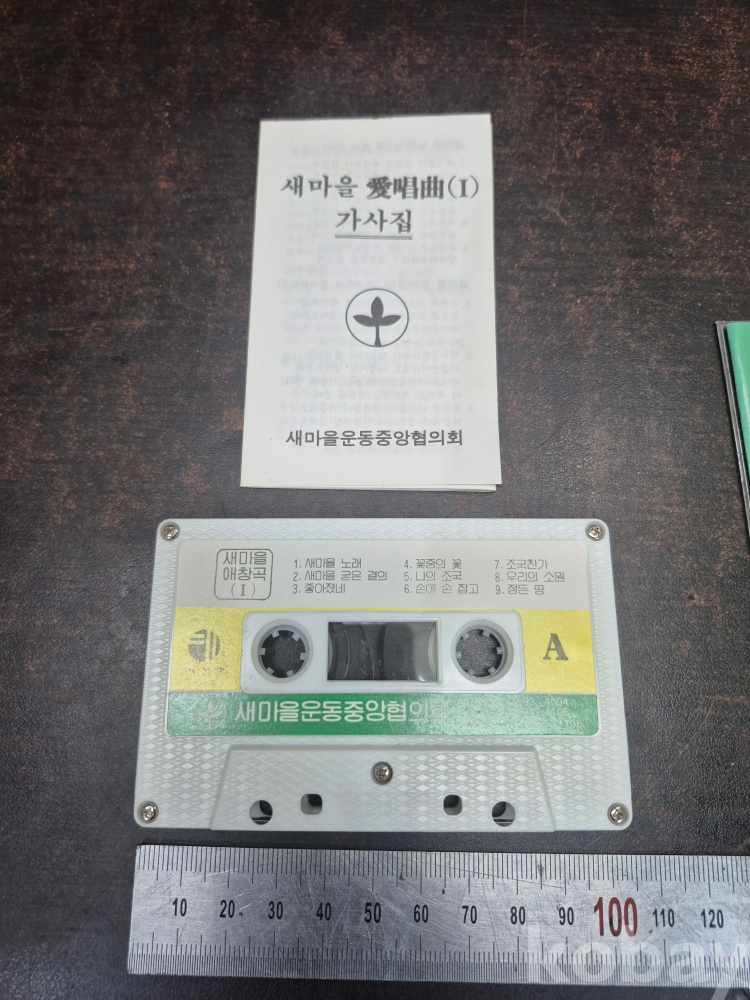 새마을 愛唱曲(I)
가사집
새마을운동중앙협의회
새마을
애창곡
(I)
1. 새마을 노래
2. 새마을 굳은 결의
3. 좋아졌네
4. 꽃중의 꽃
5. 나의 조국
6. 손에 손 잡고
7. 조국찬가
8. 우리의 소원
9. 정든 땅
A
새마을운동중앙협의회
10 20 30 40 50 60 70 80 90 100 110 120
kobay